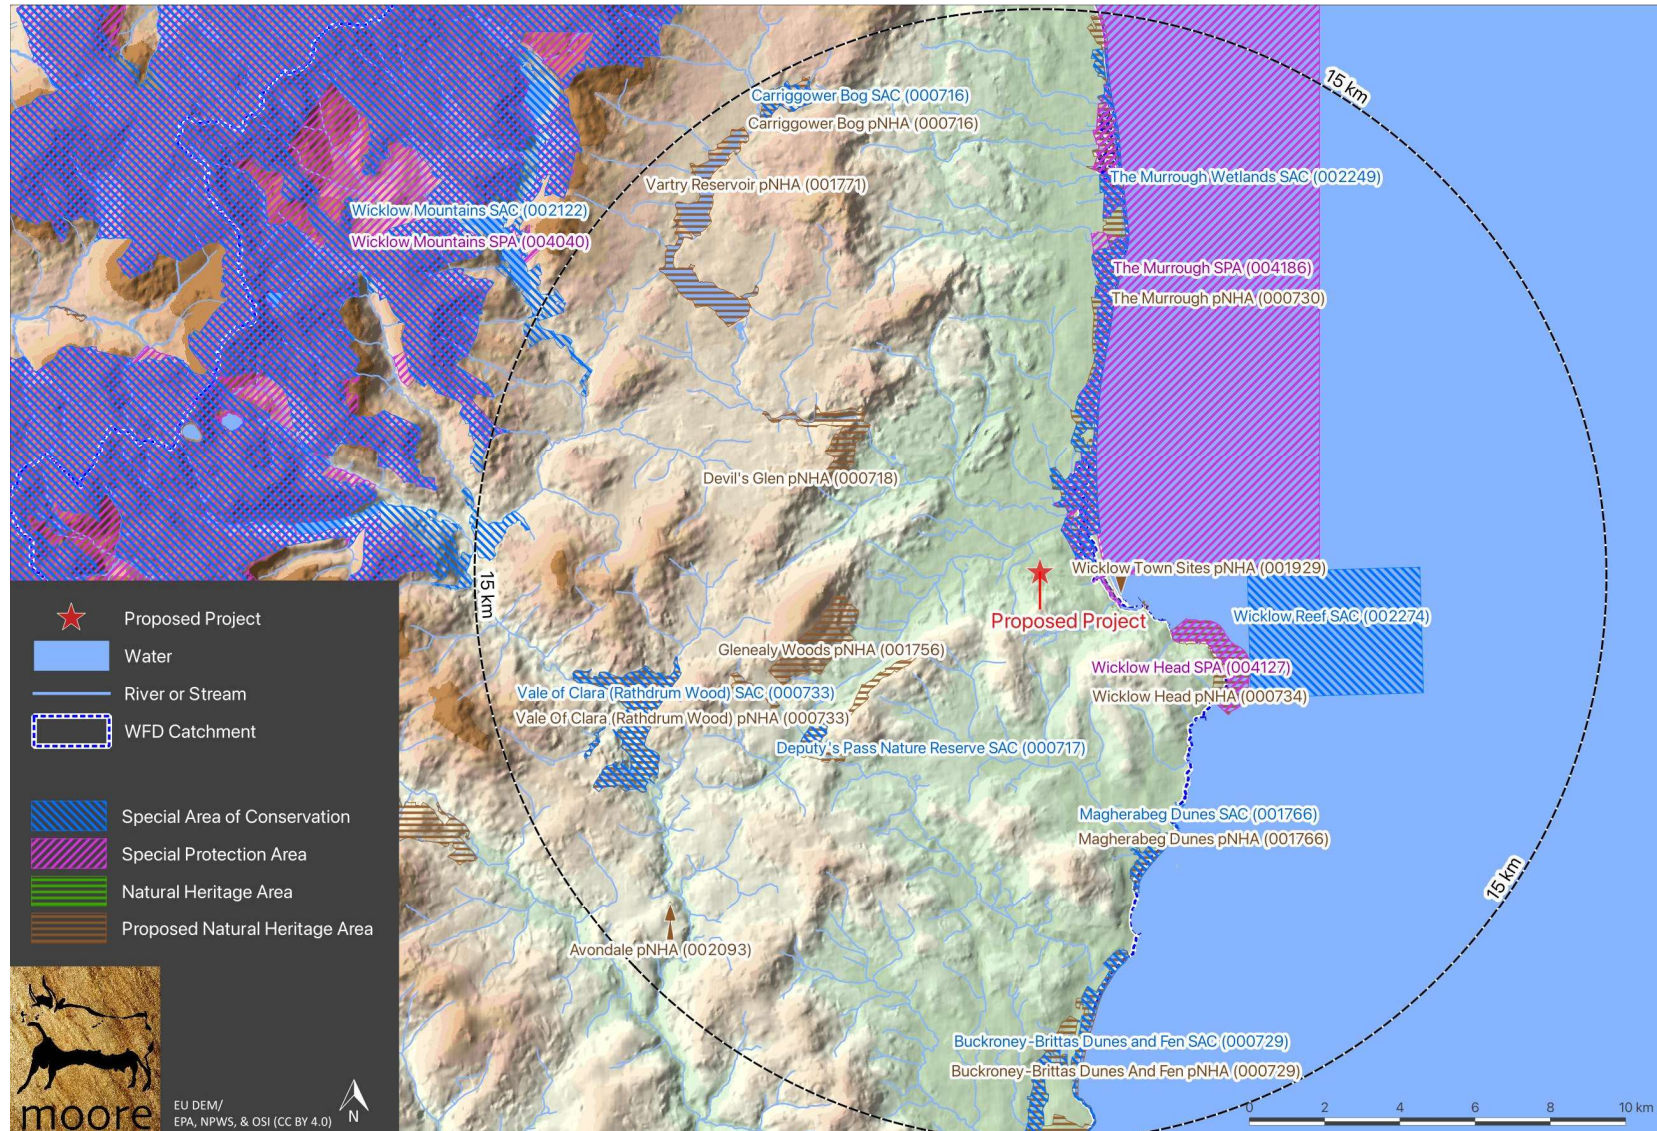 15 km
Carriggower Bog SAC (000716)
Carriggower Bog pNHA (000716)
The Murrough Wetlands SAC (002249)
Vartry Reservoir pNHA (001771)
Wicklow Mountains SAC (002122)
Wicklow Mountains SPA (004040)
The Murrough SPA (004186)
The Murrough pNHA (000730)
Devil's Glen pNHA (000718)
Wicklow Town Sites pNHA (001929)
15 km
Proposed Project
Wicklow Reef SAC (002274)
Glenealy Woods pNHA (001756)
Wicklow Head SPA (004127)
Vale of Clara (Rathdrum Wood) SAC (000733)
Wicklow Head pNHA (000734)
Vale Of Clara (Rathdrum Wood) pNHA (000733)
Deputy's Pass Nature Reserve SAC (000717)
Magherabeg Dunes SAC (001766)
Magherabeg Dunes pNHA (001766)
15 km
Avondale pNHA (002093)
Buckroney-Brittas Dunes and Fen SAC (000729)
Buckroney-Brittas Dunes And Fen pNHA (000729)
Proposed Project
Water
River or Stream
WFD Catchment
Special Area of Conservation
Special Protection Area
Natural Heritage Area
Proposed Natural Heritage Area
moore
EU DEM/
EPA, NPWS, & OSI (CC BY 4.0)
N
0 2 4 6 8 10 km